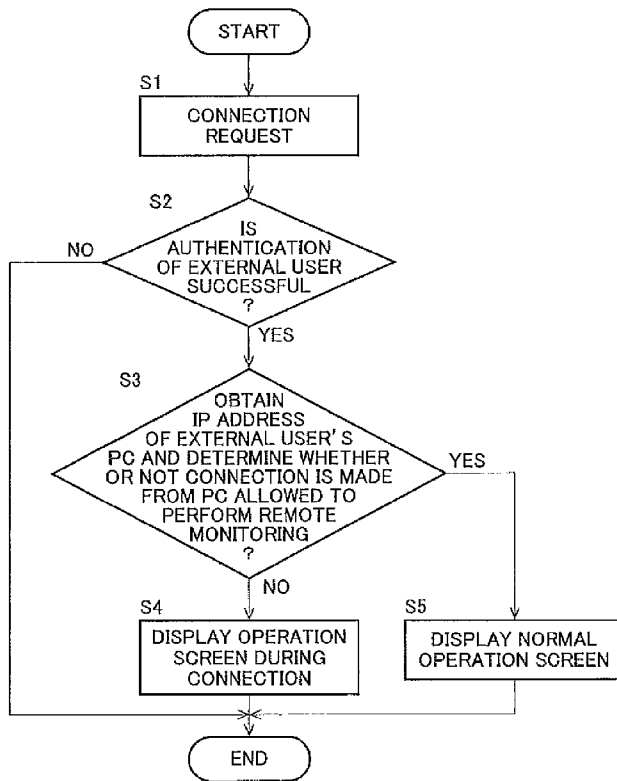 START
S1
CONNECTION
REQUEST
S2
IS
AUTHENTICATION
OF EXTERNAL USER
SUCCESSFUL
?
NO
YES
S3
OBTAIN
IP ADDRESS
OF EXTERNAL USER'S
PC AND DETERMINE WHETHER
OR NOT CONNECTION IS MADE
FROM PC ALLOWED TO
PERFORM REMOTE
MONITORING
?
YES
NO
S4
DISPLAY OPERATION
SCREEN DURING
CONNECTION
S5
DISPLAY NORMAL
OPERATION SCREEN
END